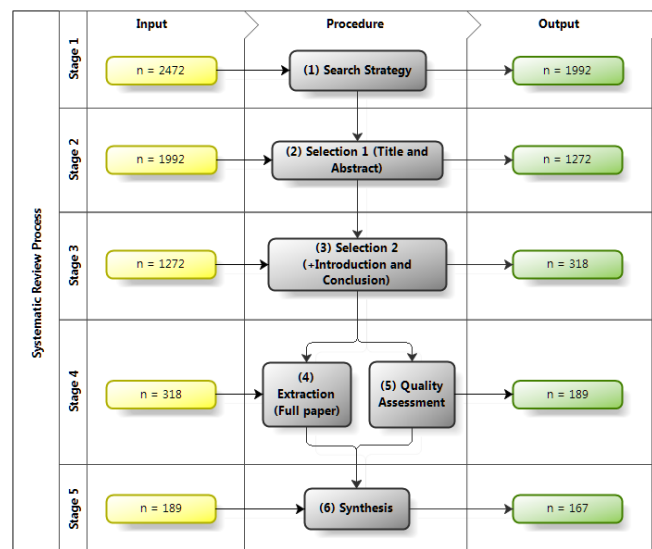 Input
Procedure
Output
Systematic Review Process
Stage 1
n = 2472
(1) Search Strategy
n = 1992
Stage 2
n = 1992
(2) Selection 1 (Title and
Abstract)
n = 1272
Stage 3
n = 1272
(3) Selection 2
(+Introduction and
Conclusion)
n = 318
Stage 4
n = 318
(4)
Extraction
(Full paper)
(5) Quality
Assessment
n = 189
Stage 5
n = 189
(6) Synthesis
n = 167